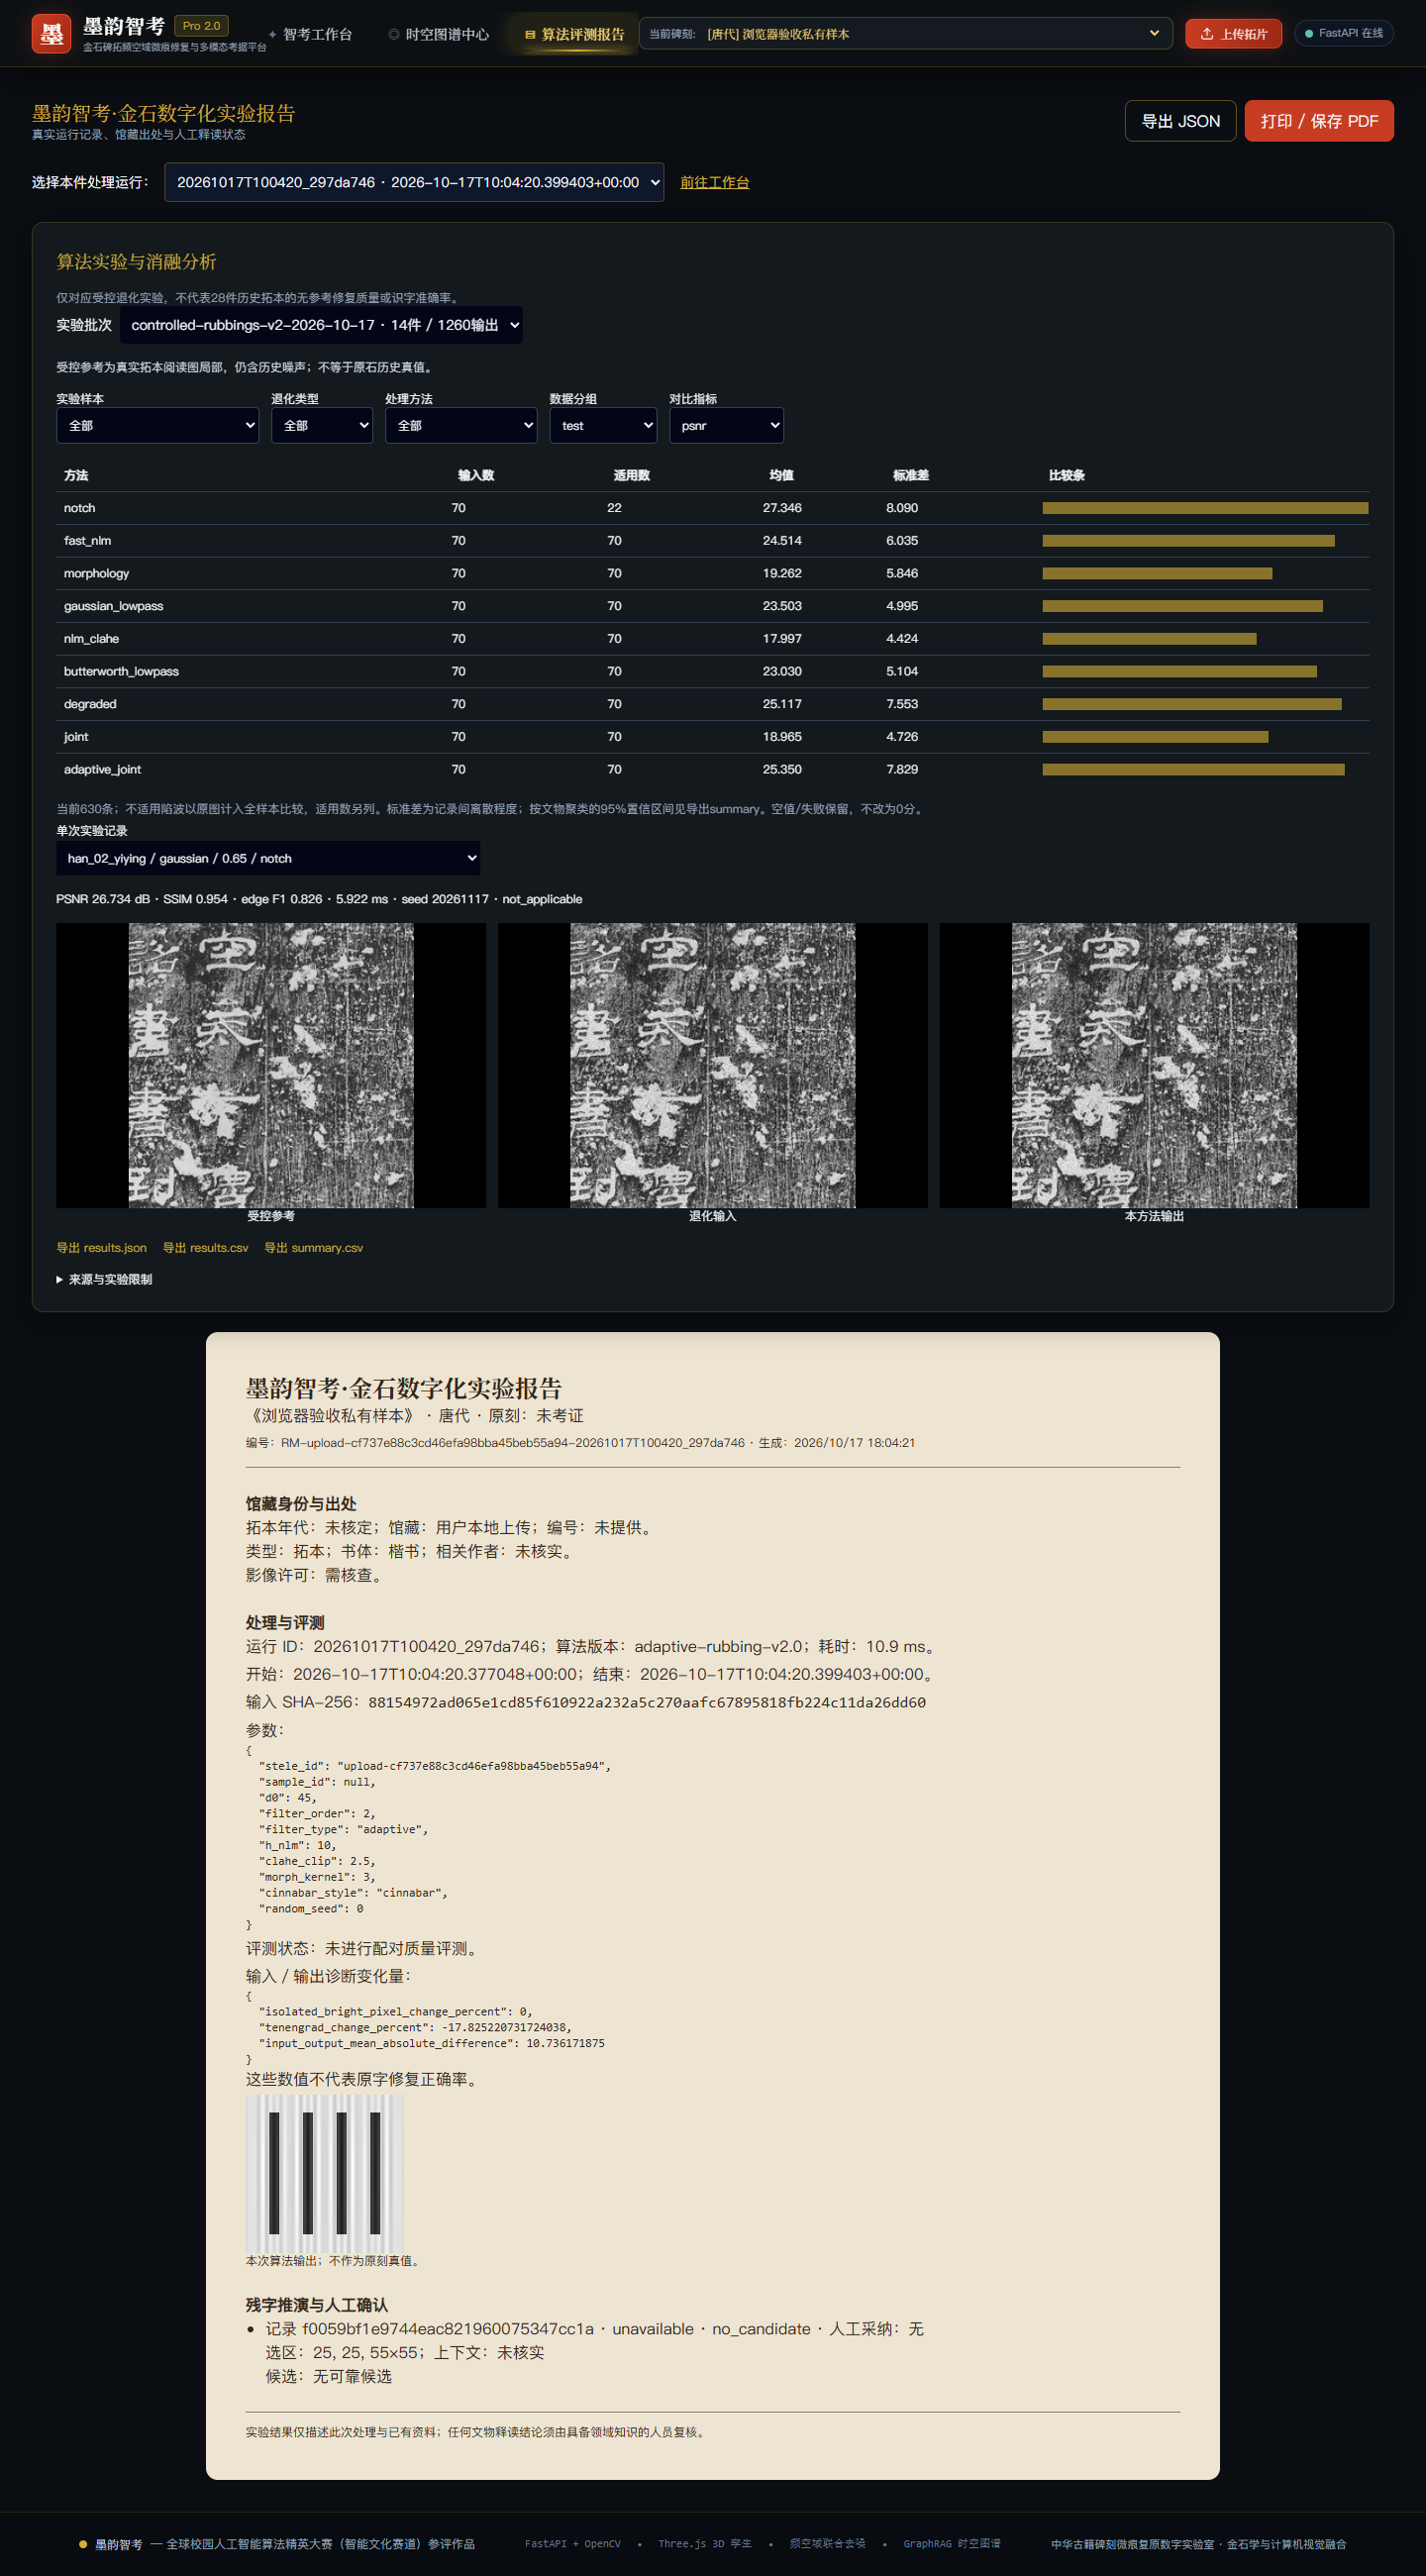 墨 墨韵智考 Pro 2.0
金石碑拓频空域微痕修复与多模态考据平台
智考工作台 时空图谱中心 算法评测报告 当前碑刻: [唐代] 浏览器验收私有样本 上传拓片 FastAPI 在线
墨韵智考·金石数字化实验报告
真实运行记录、馆藏出处与人工释读状态
导出 JSON 打印 / 保存 PDF
选择本件处理运行: 20261017T100420_297da746 · 2026-10-17T10:04:20.399403+00:00 前往工作台
算法实验与消融分析
仅对应受控退化实验，不代表28件历史拓本的无参考修复质量或识字准确率。
实验批次 controlled-rubbings-v2-2026-10-17 · 14件 / 1260输出
受控参考为真实拓本阅读图局部，仍含历史噪声；不等于原石历史真值。
实验样本 退化类型 处理方法 数据分组 对比指标
全部 全部 全部 test psnr
方法 输入数 适用数 均值 标准差 比较条
notch 70 22 27.346 8.090
fast_nlm 70 70 24.514 6.035
morphology 70 70 19.262 5.846
gaussian_lowpass 70 70 23.503 4.995
nlm_clahe 70 70 17.997 4.424
butterworth_lowpass 70 70 23.030 5.104
degraded 70 70 25.117 7.553
joint 70 70 18.965 4.726
adaptive_joint 70 70 25.350 7.829
当前630条；不适用陷波以原图计入全样本比较，适用数另列。标准差为记录间离散程度；按文物聚类的95%置信区间见导出summary。空值/失败保留，不改为0分。
单次实验记录
han_02_yiying / gaussian / 0.65 / notch
PSNR 26.734 dB · SSIM 0.954 · edge F1 0.826 · 5.922 ms · seed 20261117 · not_applicable
受控参考 退化输入 本方法输出
导出 results.json 导出 results.csv 导出 summary.csv
来源与实验限制
墨韵智考·金石数字化实验报告
《浏览器验收私有样本》 · 唐代 · 原刻：未考证
编号：RM-upload-cf737e88c3cd46efa98bba45beb55a94-20261017T100420_297da746 · 生成：2026/10/17 18:04:21
馆藏身份与出处
拓本年代：未核定；馆藏：用户本地上传；编号：未提供。
类型：拓本；书体：楷书；相关作者：未核实。
影像许可：需核查。
处理与评测
运行 ID：20261017T100420_297da746；算法版本：adaptive-rubbing-v2.0；耗时：10.9 ms。
开始：2026-10-17T10:04:20.377048+00:00；结束：2026-10-17T10:04:20.399403+00:00。
输入 SHA-256：88154972ad065e1cd85f610922a232a5c270aafc67895818fb224c11da26dd60
参数：
{
"stele_id": "upload-cf737e88c3cd46efa98bba45beb55a94",
"sample_id": null,
"d0": 45,
"filter_order": 2,
"filter_type": "adaptive",
"h_nlm": 10,
"clahe_clip": 2.5,
"morph_kernel": 3,
"cinnabar_style": "cinnabar",
"random_seed": 0
}
评测状态：未进行配对质量评测。
输入 / 输出诊断变化量：
{
"isolated_bright_pixel_change_percent": 0,
"tenengrad_change_percent": -17.825220731724038,
"input_output_mean_absolute_difference": 10.736171875
}
这些数值不代表原字修复正确率。
本次算法输出；不作为原刻真值。
残字推演与人工确认
• 记录 f0059bf1e9744eac821960075347cc1a · unavailable · no_candidate · 人工采纳：无
选区：25, 25, 55×55；上下文：未核实
候选：无可靠候选
实验结果仅描述此次处理与已有资料；任何文物释读结论须由具备领域知识的人员复核。
墨韵智考 — 全球校园人工智能算法精英大赛（智能文化赛道）参评作品 FastAPI + OpenCV • Three.js 3D 孪生 • 频空域联合去噪 • GraphRAG 时空图谱 中华古籍碑刻微痕复原数字实验室 · 金石学与计算机视觉融合